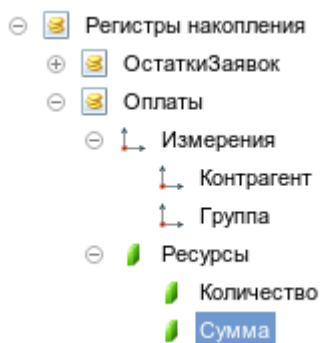 Регистры накопления
ОстаткиЗаявок
Оплаты
Измерения
Контрагент
Группа
Ресурсы
Количество
Сумма